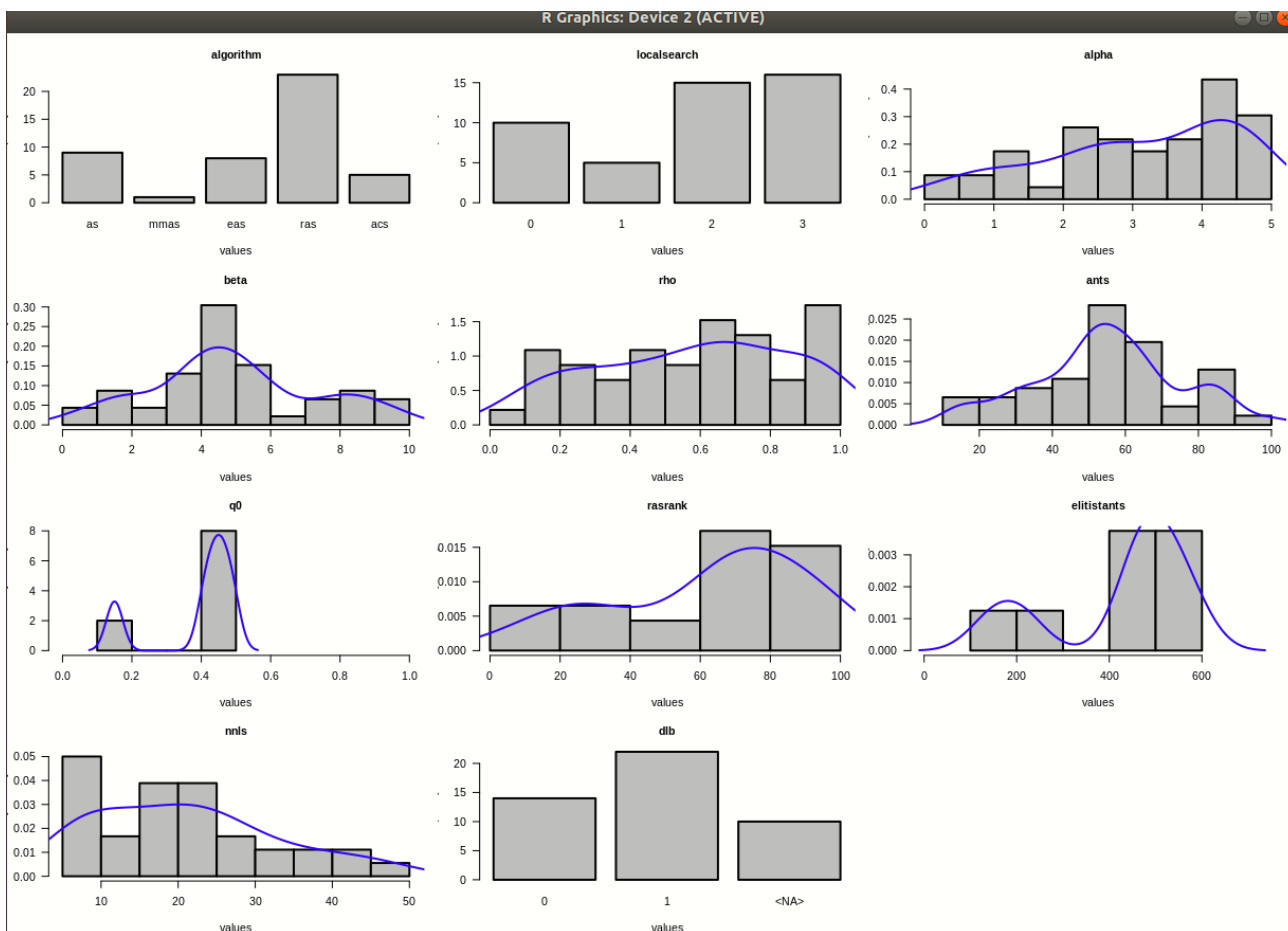 R Graphics: Device 2 (ACTIVE)
algorithm
20
15
10
5
0
as mmas eas ras acs
values
localsearch
15
10
5
0
0 1 2 3
values
alpha
0.4
0.3
0.2
0.1
0.0
0 1 2 3 4 5
values
beta
0.30
0.25
0.20
0.15
0.10
0.05
0.00
0 2 4 6 8 10
values
rho
1.5
1.0
0.5
0.0
0.0 0.2 0.4 0.6 0.8 1.0
values
ants
0.025
0.020
0.015
0.010
0.005
0.000
20 40 60 80 100
values
q0
8
6
4
2
0
0.0 0.2 0.4 0.6 0.8 1.0
values
rasrank
0.015
0.010
0.005
0.000
0 20 40 60 80 100
values
elitistants
0.003
0.002
0.001
0.000
0 200 400 600
values
nnls
0.05
0.04
0.03
0.02
0.01
0.00
10 20 30 40 50
values
dlb
20
15
10
5
0
0 1 <NA>
values